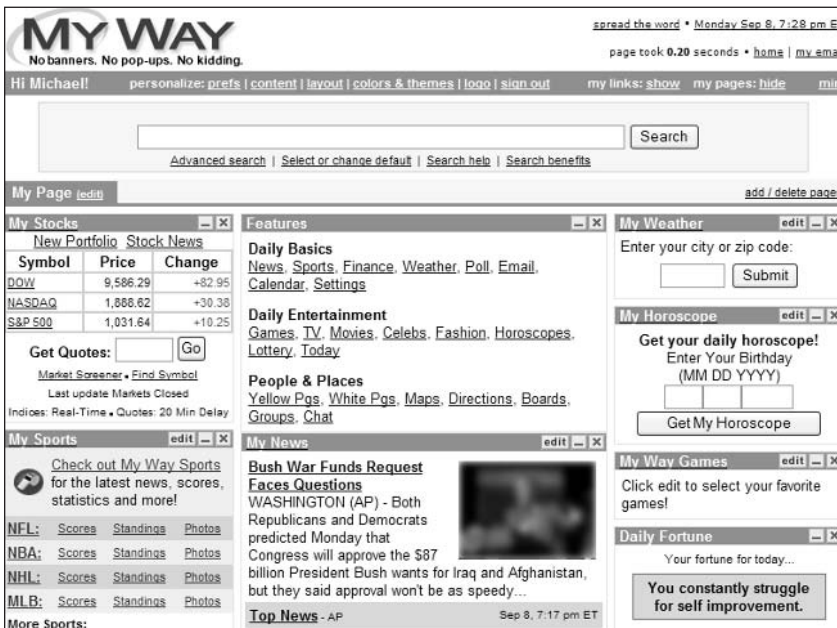 MY WAY
No banners. No pop-ups. No kidding.
spread the word • Monday Sep 8, 7:28 pm E
page took 0.20 seconds • home | my ema
Hi Michael! personalize: prefs | content | layout | colors & themes | logo | sign out my links: show my pages: hide min
Search
Advanced search | Select or change default | Search help | Search benefits
My Page (edit) add / delete page
My Stocks
New Portfolio Stock News
Symbol Price Change
DOW 9,586.29 +82.95
NASDAQ 1,888.62 +30.38
S&P 500 1,031.64 +10.25
Get Quotes: Go
Market Screener • Find Symbol
Last update Markets Closed
Indices: Real-Time • Quotes: 20 Min Delay
My Sports edit
Check out My Way Sports
for the latest news, scores,
statistics and more!
NFL: Scores Standings Photos
NBA: Scores Standings Photos
NHL: Scores Standings Photos
MLB: Scores Standings Photos
More Sports:
Features
Daily Basics
News, Sports, Finance, Weather, Poll, Email,
Calendar, Settings
Daily Entertainment
Games, TV, Movies, Celebs, Fashion, Horoscopes,
Lottery, Today
People & Places
Yellow Pgs, White Pgs, Maps, Directions, Boards,
Groups, Chat
My News edit
Bush War Funds Request
Faces Questions
WASHINGTON (AP) - Both
Republicans and Democrats
predicted Monday that
Congress will approve the $87
billion President Bush wants for Iraq and Afghanistan,
but they said approval won't be as speedy...
Top News - AP Sep 8, 7:17 pm ET
My Weather edit
Enter your city or zip code:
Submit
My Horoscope edit
Get your daily horoscope!
Enter Your Birthday
(MM DD YYYY)
Get My Horoscope
My Way Games edit
Click edit to select your favorite
games!
Daily Fortune
Your fortune for today...
You constantly struggle
for self improvement.